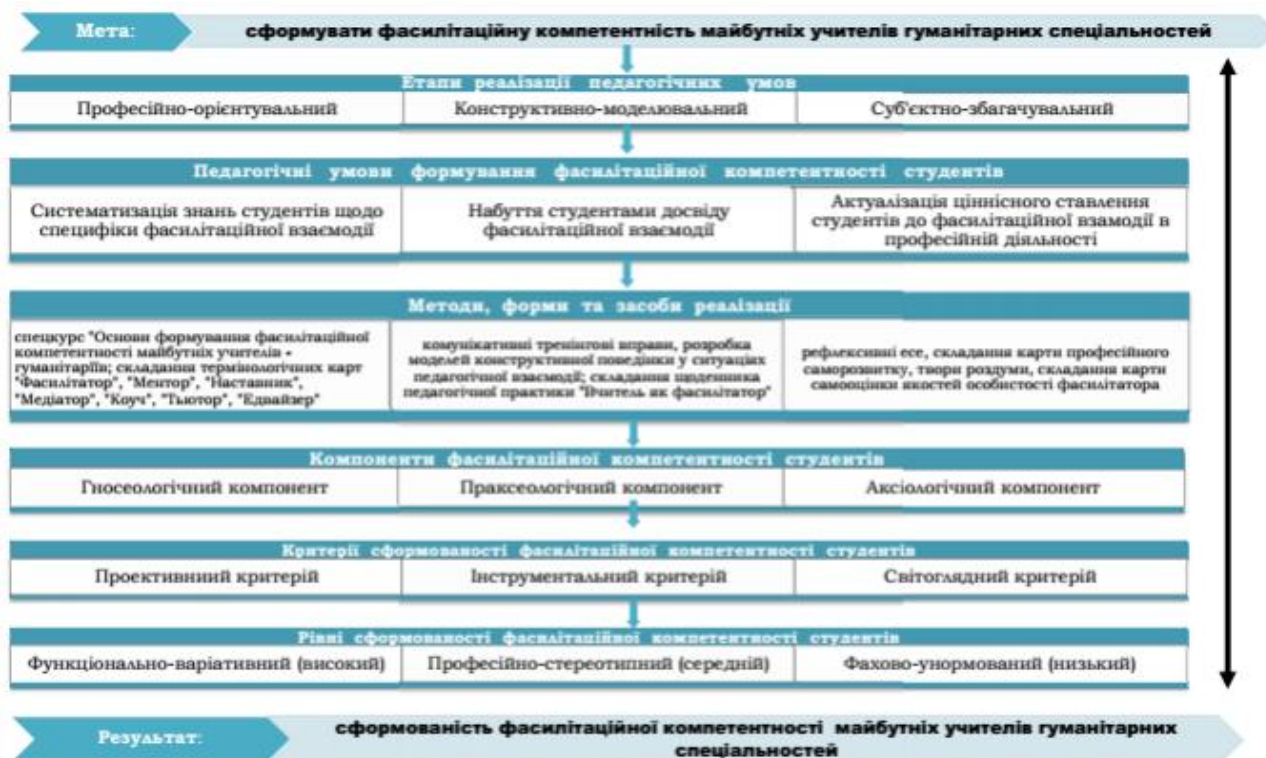 Мета:
сформувати фасилітаційну компетентність майбутніх учителів гуманітарних спеціальностей
Етапи реалізації педагогічних умов
Професійно-орієнтувальний
Конструктивно-моделювальний
Суб'єктно-збагачувальний
Педагогічні умови формування фасилітаційної компетентності студентів
Систематизація знань студентів щодо
специфіки фасилітаційної взаємодії
Набуття студентами досвіду
фасилітаційної взаємодії
Актуалізація ціннісного ставлення
студентів до фасилітаційної взамодії в
професійній діяльності
Методи, форми та засоби реалізації
спецкурс "Основи формування фасилітаційної
компетентності майбутніх учителів -
гуманітаріїв; складання термінологічних карт
"Фасилітатор", "Ментор", "Наставник",
"Медіатор", "Коуч", "Тьютор", "Едвайзер"
комунікативні тренінгові вправи, розробка
моделей конструктивної поведінки у ситуаціях
педагогічної взаємодії; складання щоденника
педагогічної практики "Вчитель як фасилітатор"
рефлексивні есе, складання карти професійного
саморозвитку, твори роздуми, складання карти
самооцінки якостей особистості фасилітатора
Компоненти фасилітаційної компетентності студентів
Гносеологічний компонент
Праксеологічний компонент
Аксіологічний компонент
Критерії сформованості фасилітаційної компетентності студентів
Проективниий критерій
Інструментальний критерій
Світоглядний критерій
Рівні сформованості фасилітаційної компетентності студентів
Функціонально-варіативний (високий)
Професійно-стереотипний (середній)
Фахово-унормований (низький)
Результат:
сформованість фасилітаційної компетентності майбутніх учителів гуманітарних
спеціальностей